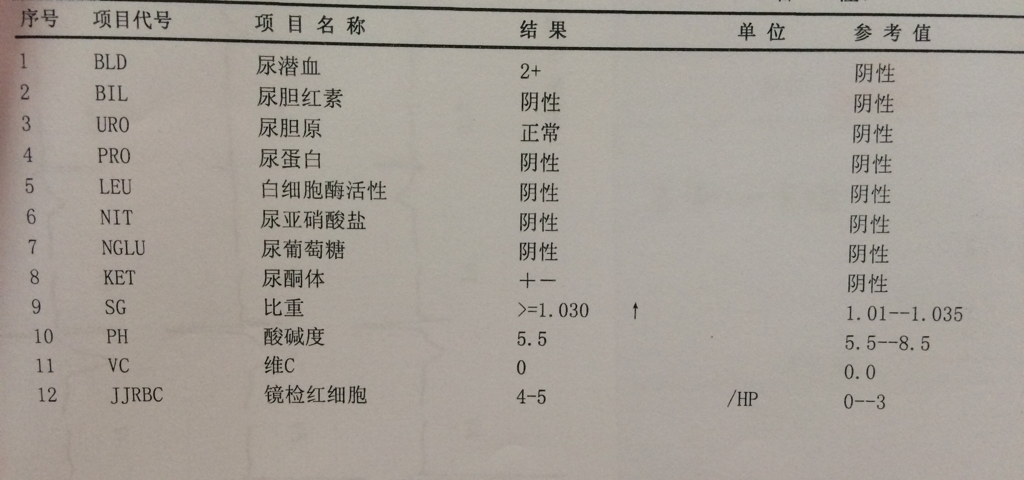 序号 项目代号 项目名称 结果 单位 参考值
1 BLD 尿潜血 2+ 阴性
2 BIL 尿胆红素 阴性 阴性
3 URO 尿胆原 正常 阴性
4 PRO 尿蛋白 阴性 阴性
5 LEU 白细胞酶活性 阴性 阴性
6 NIT 尿亚硝酸盐 阴性 阴性
7 NGLU 尿葡萄糖 阴性 阴性
8 KET 尿酮体 +- 阴性
9 SG 比重 >=1.030 ↑ 1.01--1.035
10 PH 酸碱度 5.5 5.5--8.5
11 VC 维C 0 0.0
12 JJRBC 镜检红细胞 4-5 /HP 0--3